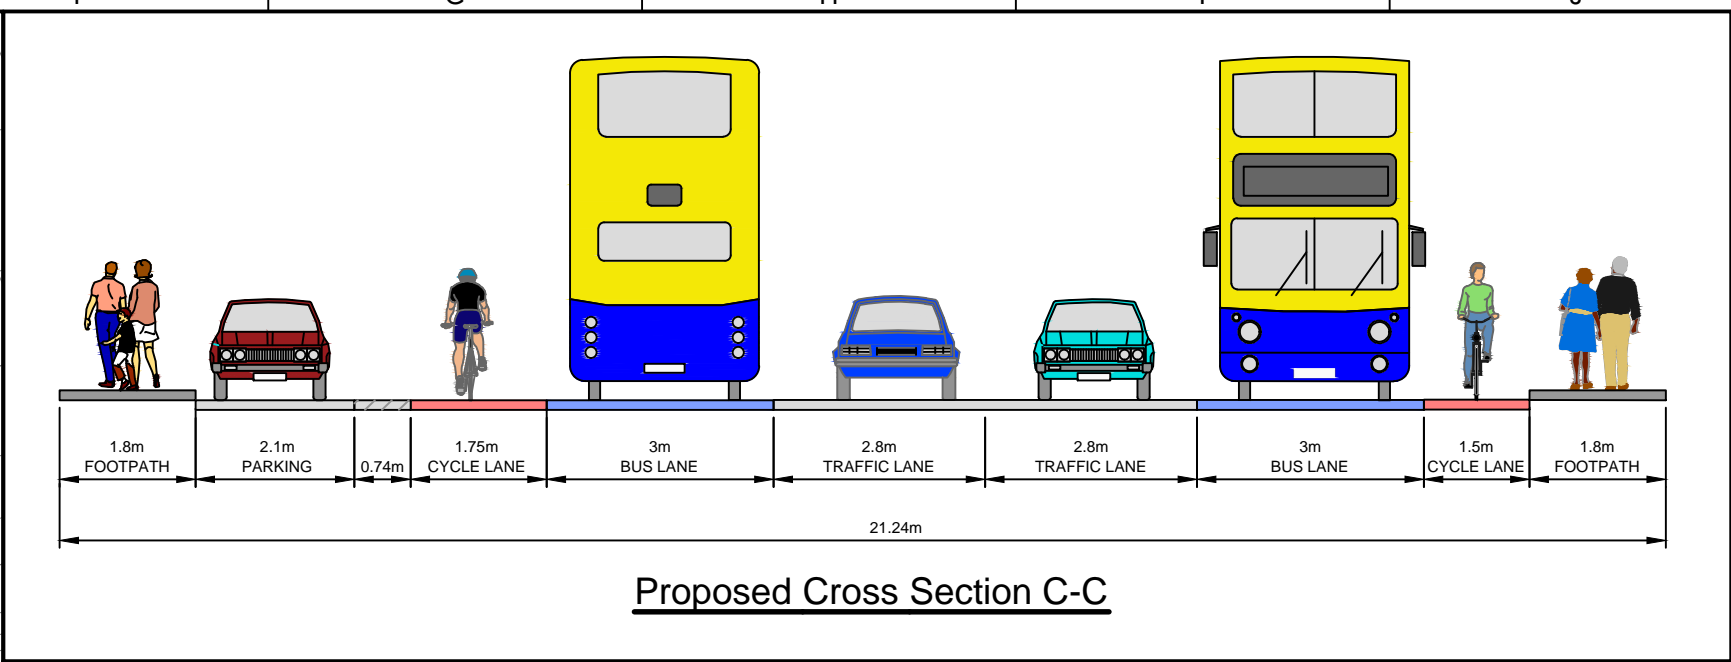 1.8m
FOOTPATH
2.1m
PARKING
0.74m
1.75m
CYCLE LANE
3m
BUS LANE
2.8m
TRAFFIC LANE
2.8m
TRAFFIC LANE
3m
BUS LANE
1.5m
CYCLE LANE
1.8m
FOOTPATH
21.24m
Proposed Cross Section C-C